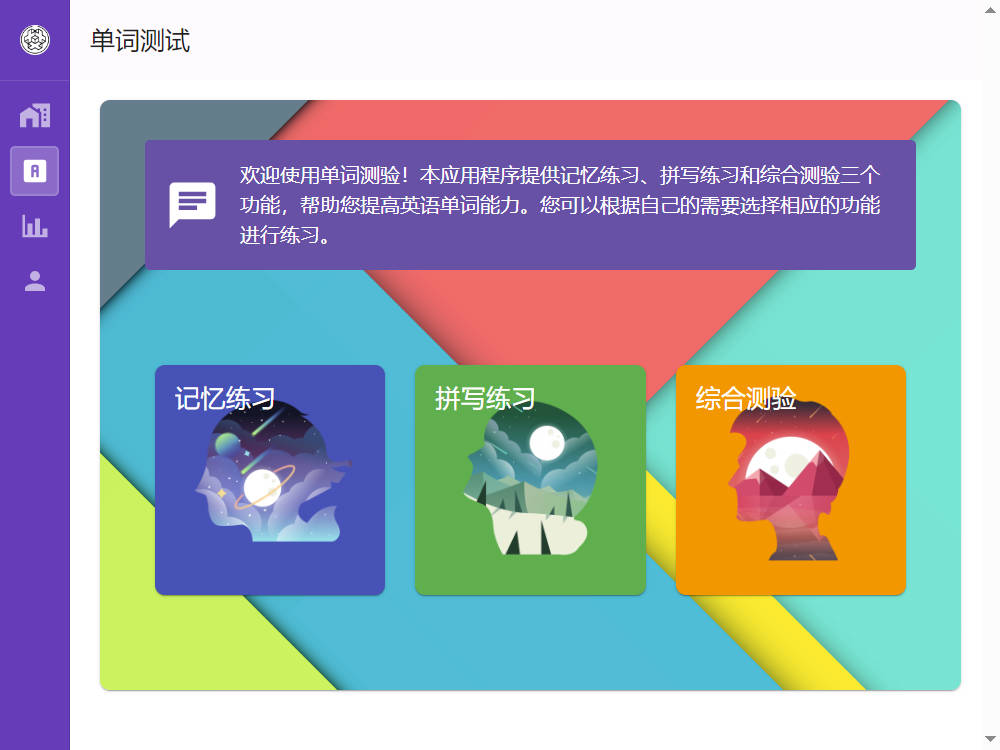 单词测试
欢迎使用单词测验！本应用程序提供记忆练习、拼写练习和综合测验三个
功能，帮助您提高英语单词能力。您可以根据自己的需要选择相应的功能
进行练习。
记忆练习
拼写练习
综合测验
A